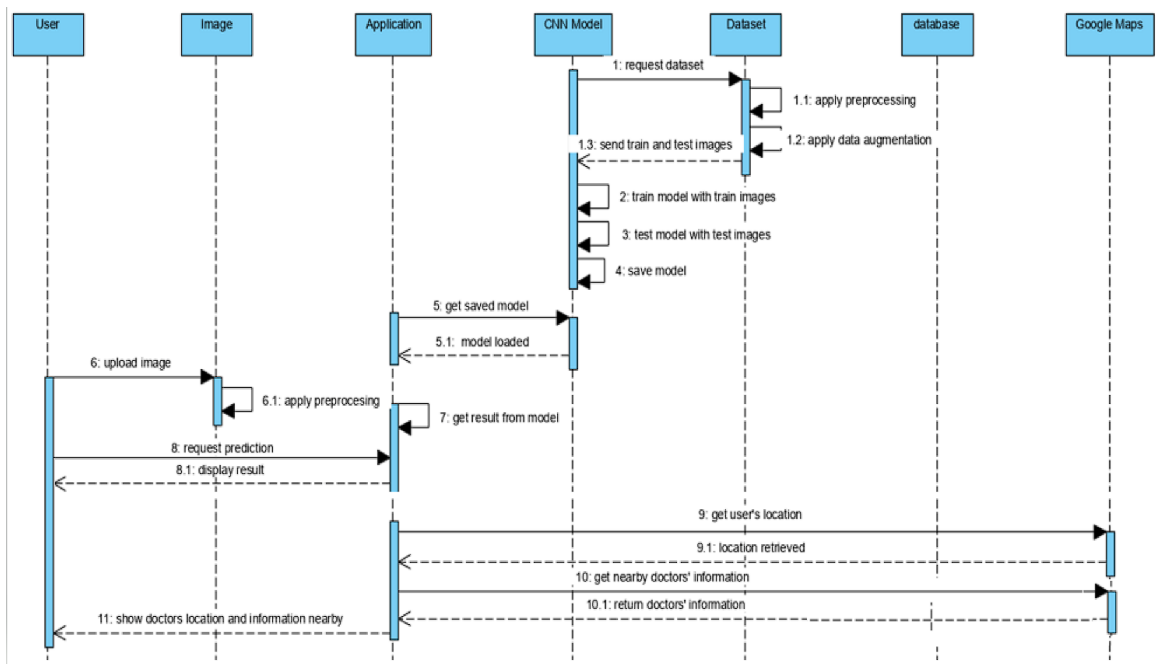 User
Image
Application
CNN Model
Dataset
database
Google Maps
1: request dataset
1.1: apply preprocessing
1.2: apply data augmentation
1.3: send train and test images
2: train model with train images
3: test model with test images
4: save model
5: get saved model
5.1: model loaded
6: upload image
6.1: apply preprocesing
7: get result from model
8: request prediction
8.1: display result
9: get user's location
9.1: location retrieved
10: get nearby doctors' information
10.1: return doctors' information
11: show doctors location and information nearby